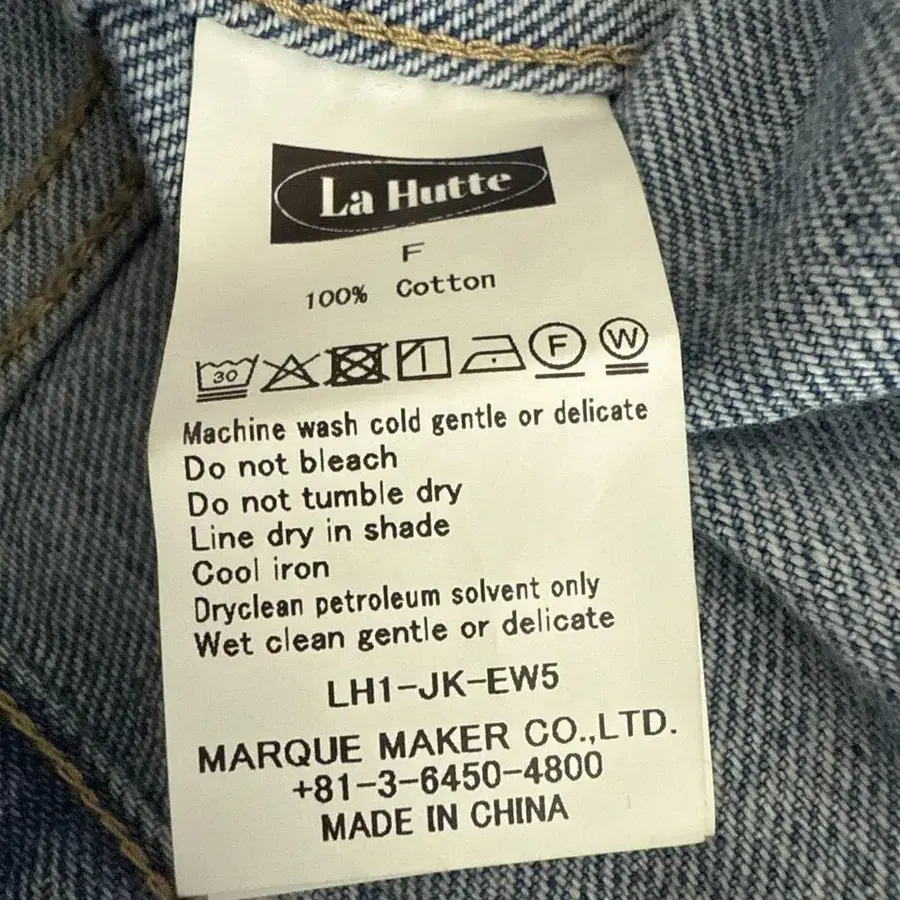 La Hutte
F
100% Cotton
30 F W
Machine wash cold gentle or delicate
Do not bleach
Do not tumble dry
Line dry in shade
Cool iron
Dryclean petroleum solvent only
Wet clean gentle or delicate
LH1-JK-EW5
MARQUE MAKER CO.,LTD.
+81-3-6450-4800
MADE IN CHINA